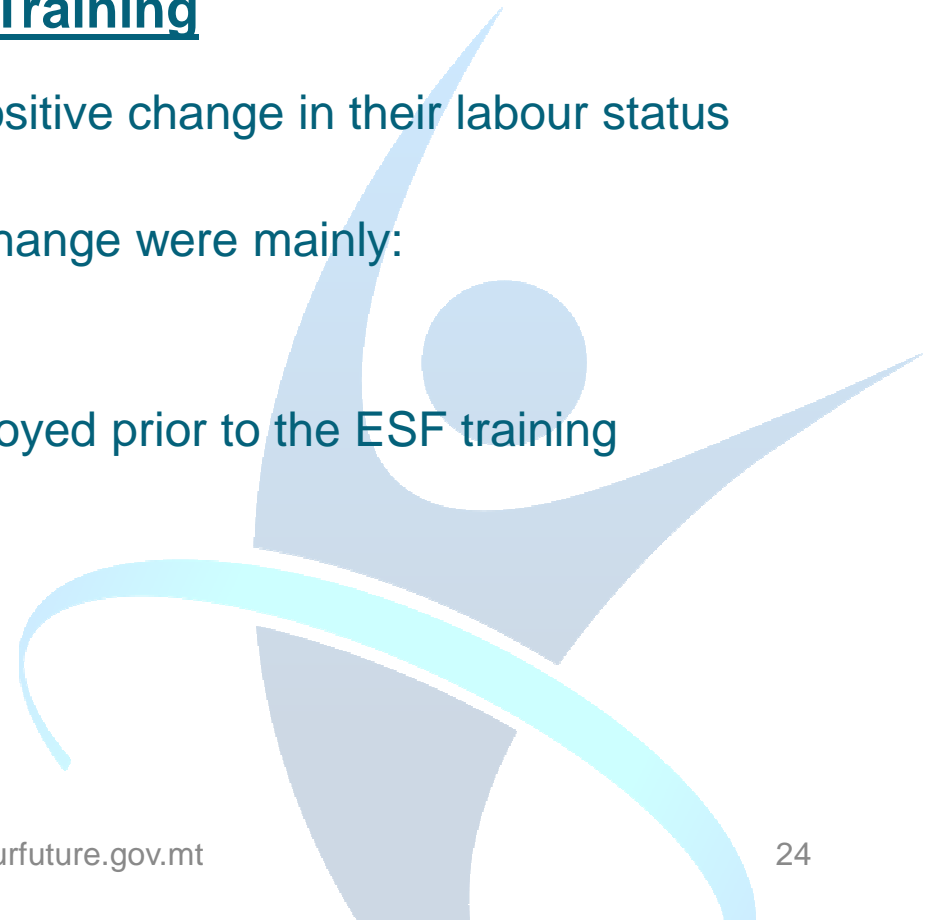 Training
ositive change in their labour status
hange were mainly:
oyed prior to the ESF training
urfuture.gov.mt
24